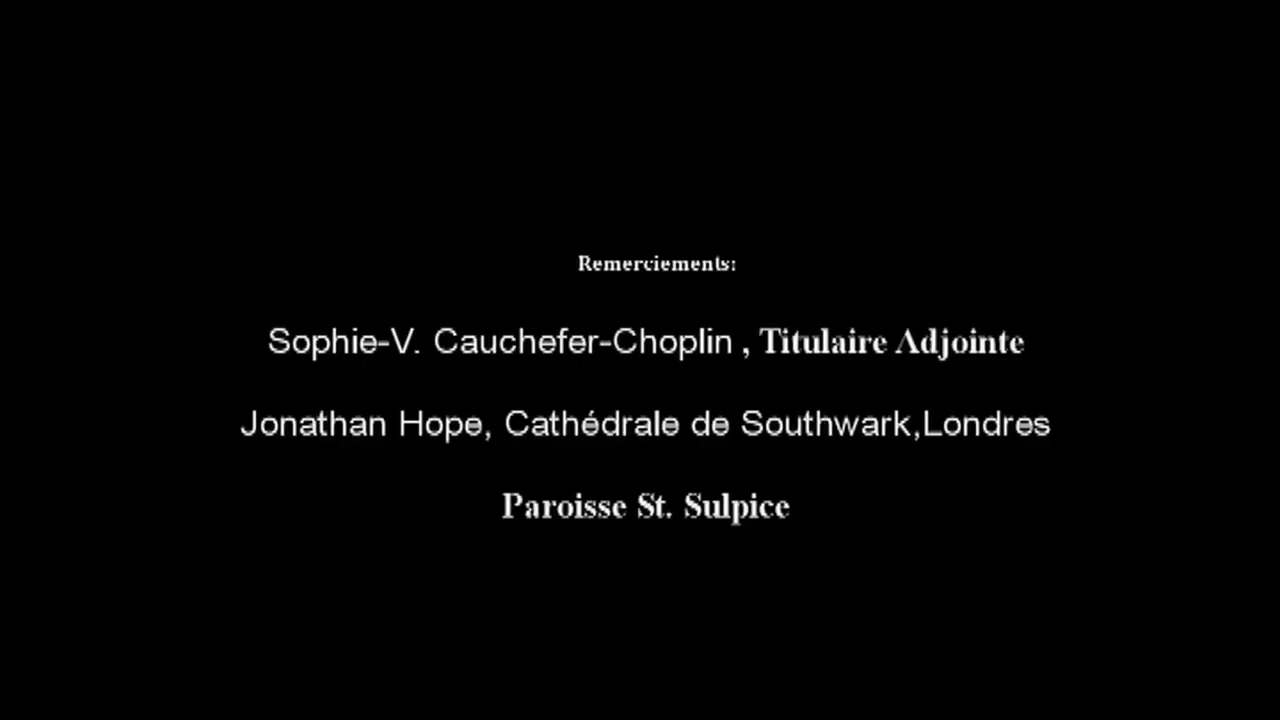 Remerciements:
Sophie-V. Cauchefer-Choplin , Titulaire Adjointe
Jonathan Hope, Cathédrale de Southwark,Londres
Paroisse St. Sulpice